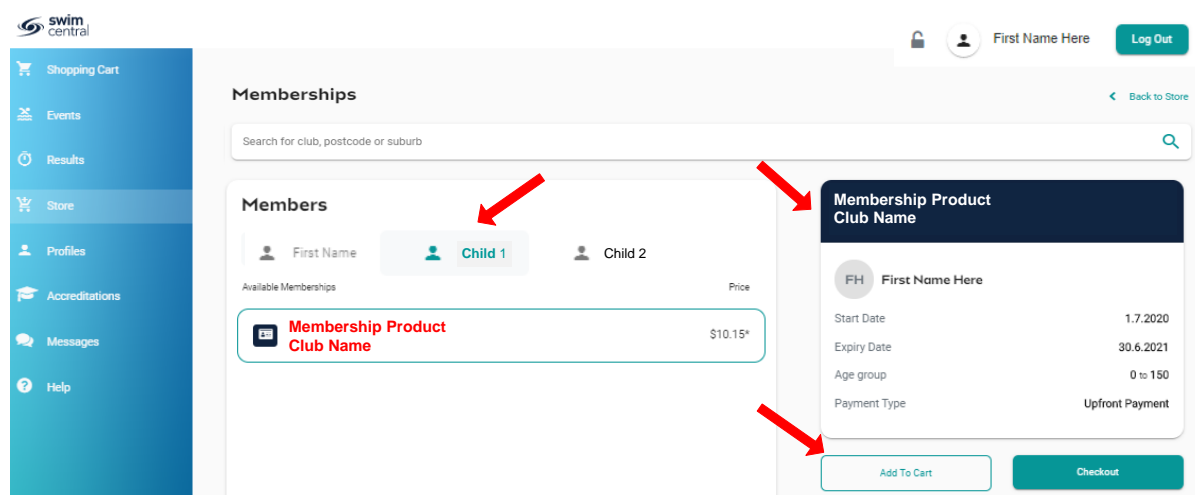 swim
central
First Name Here
Log Out
Shopping Cart
Events
Results
Store
Profiles
Accreditations
Messages
Help
Memberships
Back to Store
Search for club, postcode or suburb
Members
First Name
Child 1
Child 2
Available Memberships
Price
Membership Product
Club Name
$10.15*
Membership Product
Club Name
FH
First Name Here
Start Date
1.7.2020
Expiry Date
30.6.2021
Age group
0 to 150
Payment Type
Upfront Payment
Add To Cart
Checkout